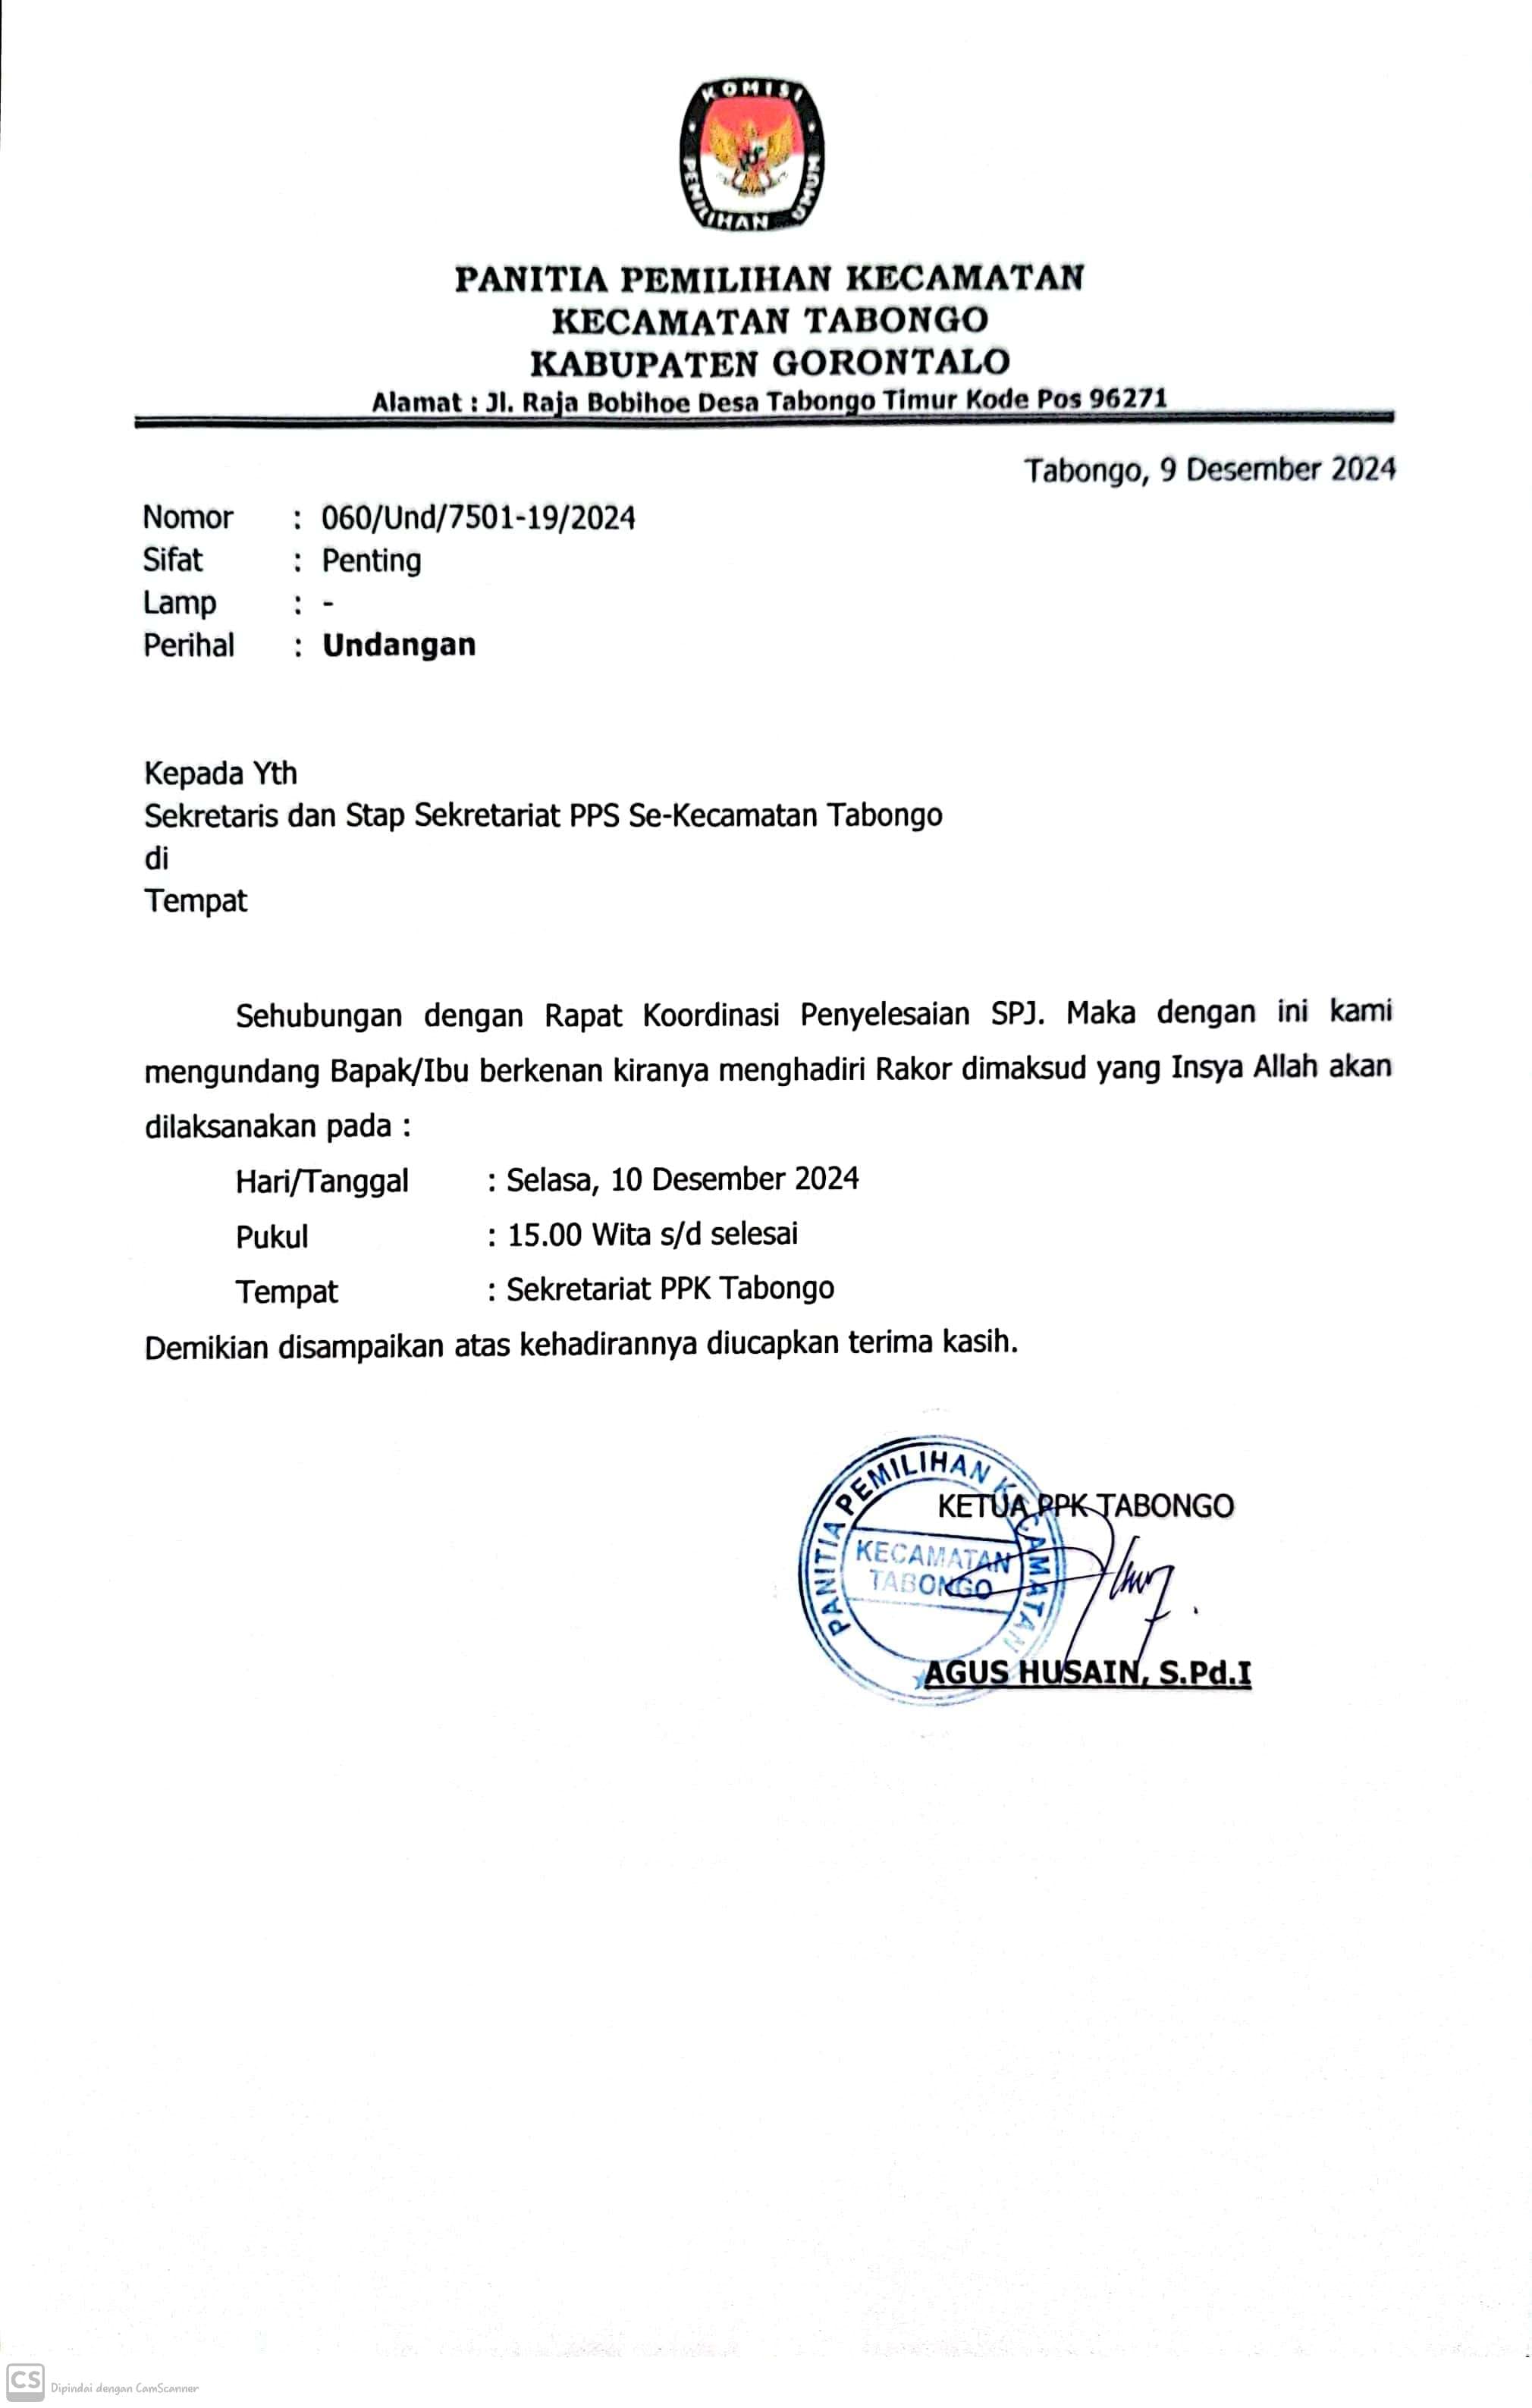 KOMISI
PEMILIHAN UMUM
PANITIA PEMILIHAN KECAMATAN
KECAMATAN TABONGO
KABUPATEN GORONTALO
Alamat : Jl. Raja Bobihoe Desa Tabongo Timur Kode Pos 96271
Tabongo, 9 Desember 2024
Nomor : 060/Und/7501-19/2024
Sifat : Penting
Lamp : -
Perihal : Undangan
Kepada Yth
Sekretaris dan Stap Sekretariat PPS Se-Kecamatan Tabongo
di
Tempat
Sehubungan dengan Rapat Koordinasi Penyelesaian SPJ. Maka dengan ini kami
mengundang Bapak/Ibu berkenan kiranya menghadiri Rakor dimaksud yang Insya Allah akan
dilaksanakan pada :
Hari/Tanggal : Selasa, 10 Desember 2024
Pukul : 15.00 Wita s/d selesai
Tempat : Sekretariat PPK Tabongo
Demikian disampaikan atas kehadirannya diucapkan terima kasih.
PANITIA PEMILIHAN KECAMATAN
KECAMATAN
TABONGO
KETUA PPK TABONGO
AGUS HUSAIN, S.Pd.I
CS Dipindai dengan CamScanner